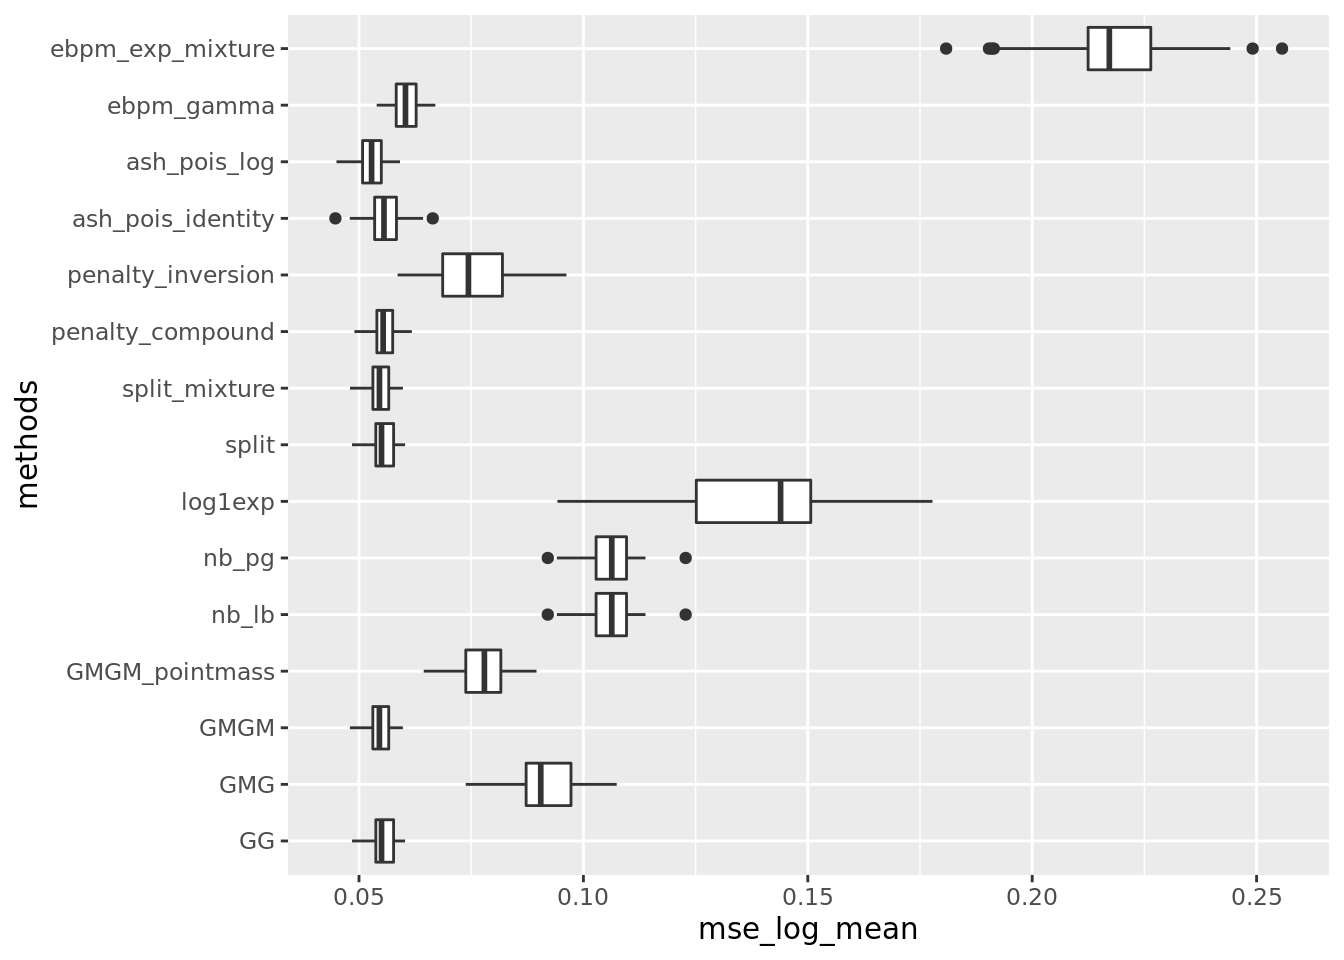 ebpm_exp_mixture
ebpm_gamma
ash_pois_log
ash_pois_identity
penalty_inversion
penalty_compound
split_mixture
split
log1exp
nb_pg
nb_lb
GMGM_pointmass
GMGM
GMG
GG
methods
0.05 0.10 0.15 0.20 0.25
mse_log_mean